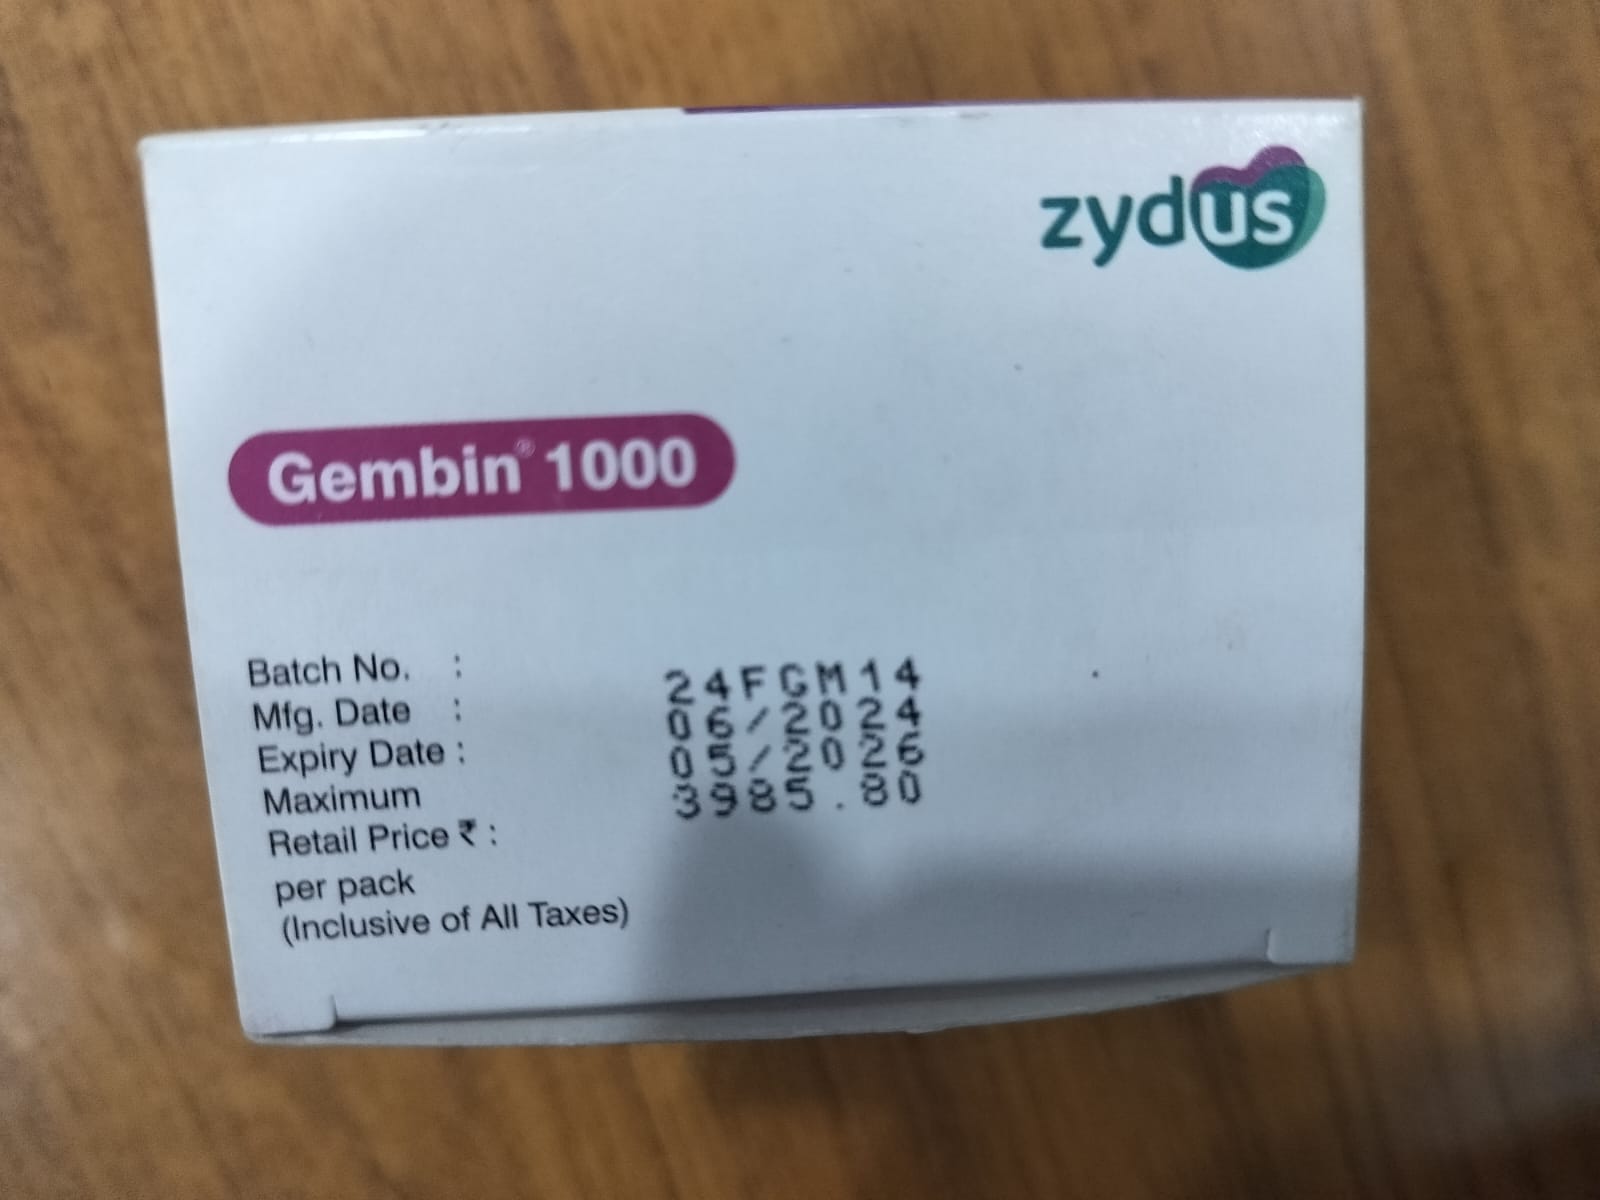 zydus
Gembin® 1000
Batch No. : 24FGM14
Mfg. Date : 06/2024
Expiry Date : 05/2026
Maximum 3985.80
Retail Price ₹ :
per pack
(Inclusive of All Taxes)